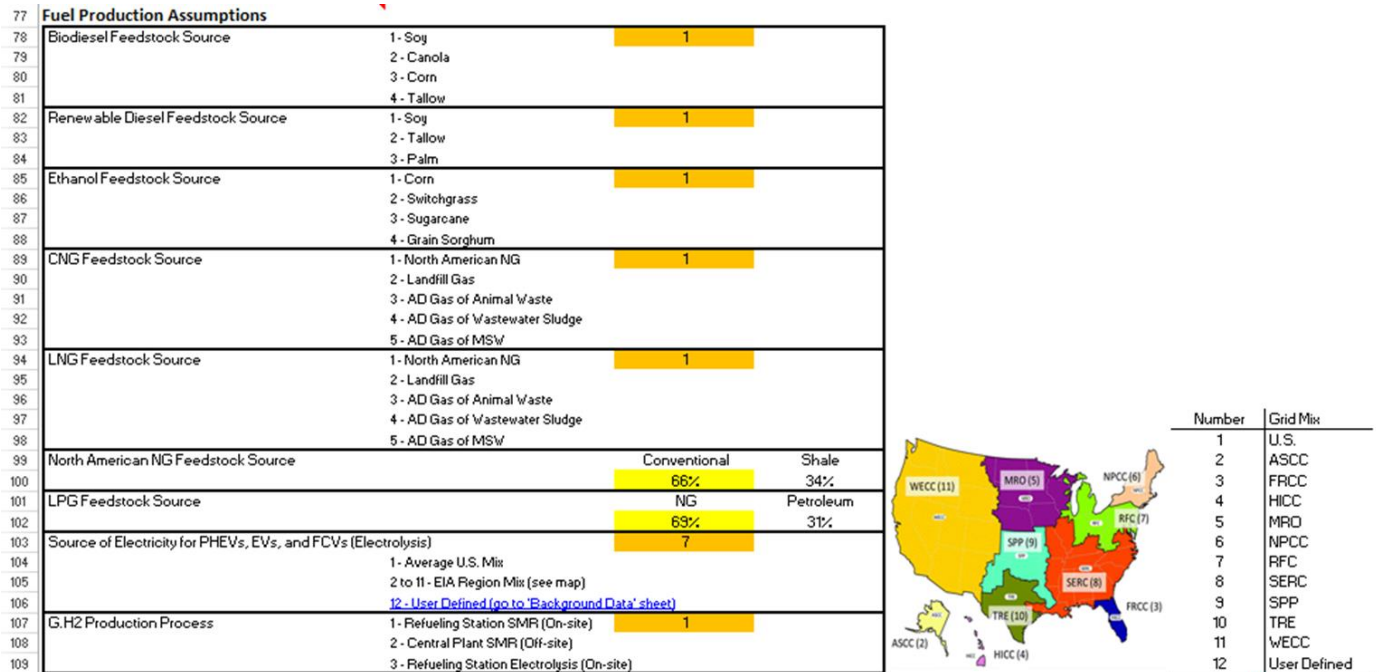 77 Fuel Production Assumptions
78 Biodiesel Feedstock Source 1 - Soy 1
79 2 - Canola
80 3 - Corn
81 4 - Tallow
82 Renewable Diesel Feedstock Source 1 - Soy 1
83 2 - Tallow
84 3 - Palm
85 Ethanol Feedstock Source 1 - Corn 1
86 2 - Switchgrass
87 3 - Sugarcane
88 4 - Grain Sorghum
89 CNG Feedstock Source 1 - North American NG 1
90 2 - Landfill Gas
91 3 - AD Gas of Animal Waste
92 4 - AD Gas of Wastewater Sludge
93 5 - AD Gas of MSW
94 LNG Feedstock Source 1 - North American NG 1
95 2 - Landfill Gas
96 3 - AD Gas of Animal Waste
97 4 - AD Gas of Wastewater Sludge
98 5 - AD Gas of MSW
99 North American NG Feedstock Source Conventional Shale
100 66% 34%
101 LPG Feedstock Source NG Petroleum
102 69% 31%
103 Source of Electricity for PHEVs, EVs, and FCVs (Electrolysis) 7
104 1 - Average U.S. Mix
105 2 to 11 - EIA Region Mix (see map)
106 12 - User Defined (go to 'Background Data' sheet)
107 G.H2 Production Process 1 - Refueling Station SMR (On-site) 1
108 2 - Central Plant SMR (Off-site)
109 3 - Refueling Station Electrolysis (On-site)
WECC (11)
MRO (5)
NPCC (6)
RFC (7)
SPP (9)
SERC (8)
TRE (10)
FRCC (3)
ASCC (2)
HICC (4)
Number Grid Mix
1 U.S.
2 ASCC
3 FRCC
4 HICC
5 MRO
6 NPCC
7 RFC
8 SERC
9 SPP
10 TRE
11 WECC
12 User Defined